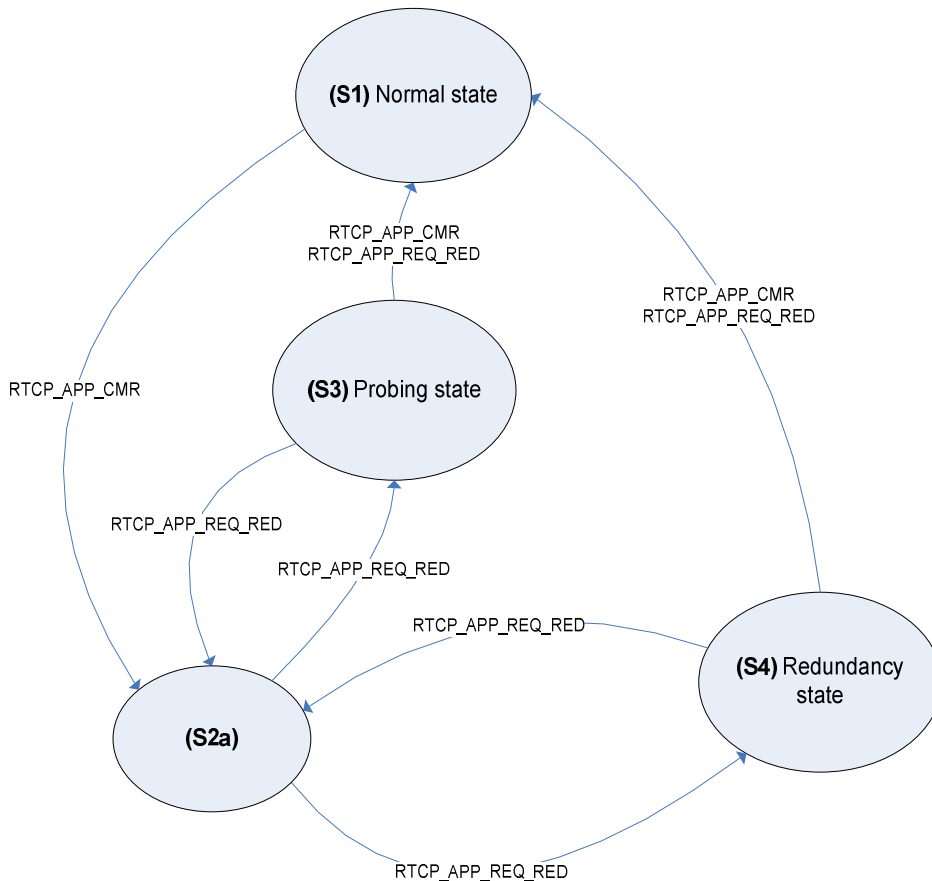 (S1) Normal state
RTCP_APP_CMR
RTCP_APP_REQ_RED
RTCP_APP_CMR
RTCP_APP_REQ_RED
RTCP_APP_CMR
(S3) Probing state
RTCP_APP_REQ_RED
RTCP_APP_REQ_RED
RTCP_APP_REQ_RED
(S4) Redundancy
state
(S2a)
RTCP_APP_REQ_RED